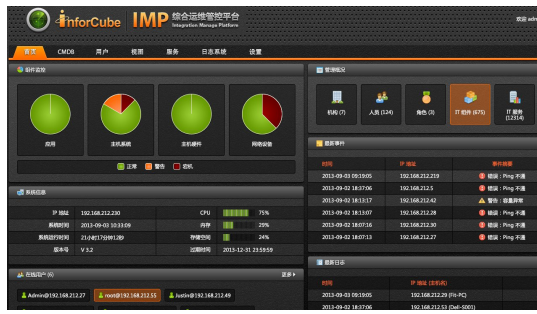 inforCube IMP 综合运维管控平台
Integration Manage Platform
欢迎 adm
首页 CMDB 用户 视图 服务 日志系统 设置
组件监控
应用 主机系统 主机硬件 网络设备
正常 警告 宕机
系统信息
IP 地址 192.168.212.230 CPU 75%
系统时间 2013-09-03 10:33:09 内存 29%
系统运行时间 21小时17分钟12秒 存储空间 24%
版本号 V 3.2 过期时间 2013-12-31 23:59:59
在线用户 (6) 更多
Admin@192.168.212.27 root@192.168.212.55 Justin@192.168.212.49
管理概况
机构 (7) 人员 (124) 角色 (3) IT 组件 (675) IT 服务
(12314)
最新事件
时间 IP 地址 事件摘要
2013-09-03 09:19:05 192.168.212.219 错误：Ping 不通
2013-09-02 18:37:06 192.168.212.5 错误：Ping 不通
2013-09-02 18:13:17 192.168.212.42 警告：容量异常
2013-09-02 18:13:07 192.168.212.28 错误：Ping 不通
2013-09-02 18:07:16 192.168.212.30 错误：Ping 不通
2013-09-02 18:07:13 192.168.212.27 错误：Ping 不通
最新日志
时间 IP 地址 (主机名)
2013-09-03 09:19:05 192.168.212.29 (Fit-PC)
2013-09-02 18:37:06 192.168.212.53 (Dell-5001)